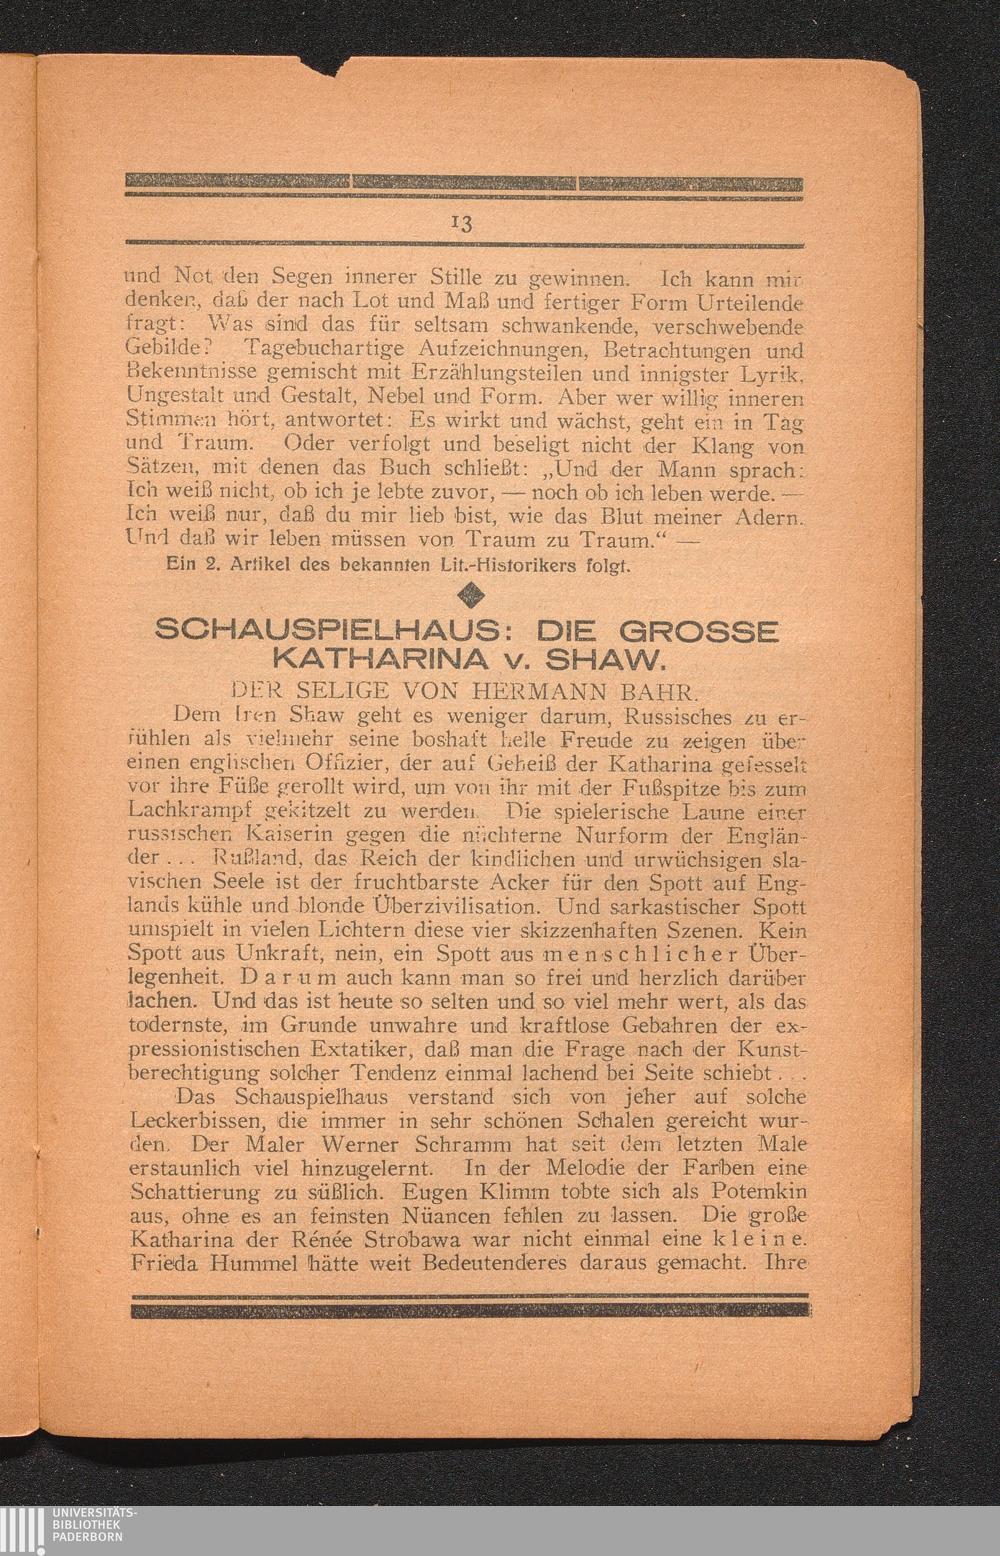 13
und Not den Segen innerer Stille zu gewinnen. Ich kann mir
denken, daß der nach Lot und Maß und fertiger Form Urteilende
fragt: Was sind das für seltsam schwankende, verschwebende
Gebilde? Tagebuchartige Aufzeichnungen, Betrachtungen und
Bekenntnisse gemischt mit Erzählungsteilen und innigster Lyrik,
Ungestalt und Gestalt, Nebel und Form. Aber wer willig inneren
Stimmen hört, antwortet: Es wirkt und wächst, geht ein in Tag
und Traum. Oder verfolgt und beseligt nicht der Klang von
Sätzen, mit denen das Buch schließt: „Und der Mann sprach:
Ich weiß nicht, ob ich je lebte zuvor, — noch ob ich leben werde. —
Ich weiß nur, daß du mir lieb bist, wie das Blut meiner Adern.
Und daß wir leben müssen von Traum zu Traum.“ —
Ein 2. Artikel des bekannten Lit.-Historikers folgt.
SCHAUSPIELHAUS: DIE GROSSE
KATHARINA v. SHAW.
DER SELIGE VON HERMANN BAHR.
Dem Iren Shaw geht es weniger darum, Russisches zu er-
fühlen als vielmehr seine boshaft helle Freude zu zeigen über
einen englischen Offizier, der auf Geheiß der Katharina gefesselt
vor ihre Füße gerollt wird, um von ihr mit der Fußspitze bis zum
Lachkrampf gekitzelt zu werden. Die spielerische Laune einer
russischen Kaiserin gegen die nüchterne Nurform der Englän-
der . . . Rußland, das Reich der kindlichen und urwüchsigen sla-
vischen Seele ist der fruchtbarste Acker für den Spott auf Eng-
lands kühle und blonde Überzivilisation. Und sarkastischer Spott
umspielt in vielen Lichtern diese vier skizzenhaften Szenen. Kein
Spott aus Unkraft, nein, ein Spott aus menschlicher Über-
legenheit. Darum auch kann man so frei und herzlich darüber
lachen. Und das ist heute so selten und so viel mehr wert, als das
todernste, im Grunde unwahre und kraftlose Gebahren der ex-
pressionistischen Extatiker, daß man die Frage nach der Kunst-
berechtigung solcher Tendenz einmal lachend bei Seite schiebt . . .
Das Schauspielhaus verstand sich von jeher auf solche
Leckerbissen, die immer in sehr schönen Schalen gereicht wur-
den. Der Maler Werner Schramm hat seit dem letzten Male
erstaunlich viel hinzugelernt. In der Melodie der Farben eine
Schattierung zu süßlich. Eugen Klimm tobte sich als Potemkin
aus, ohne es an feinsten Nüancen fehlen zu lassen. Die große
Katharina der Rénée Strobawa war nicht einmal eine kleine.
Frieda Hummel hätte weit Bedeutenderes daraus gemacht. Ihre
UNIVERSITÄTS-
BIBLIOTHEK
PADERBORN